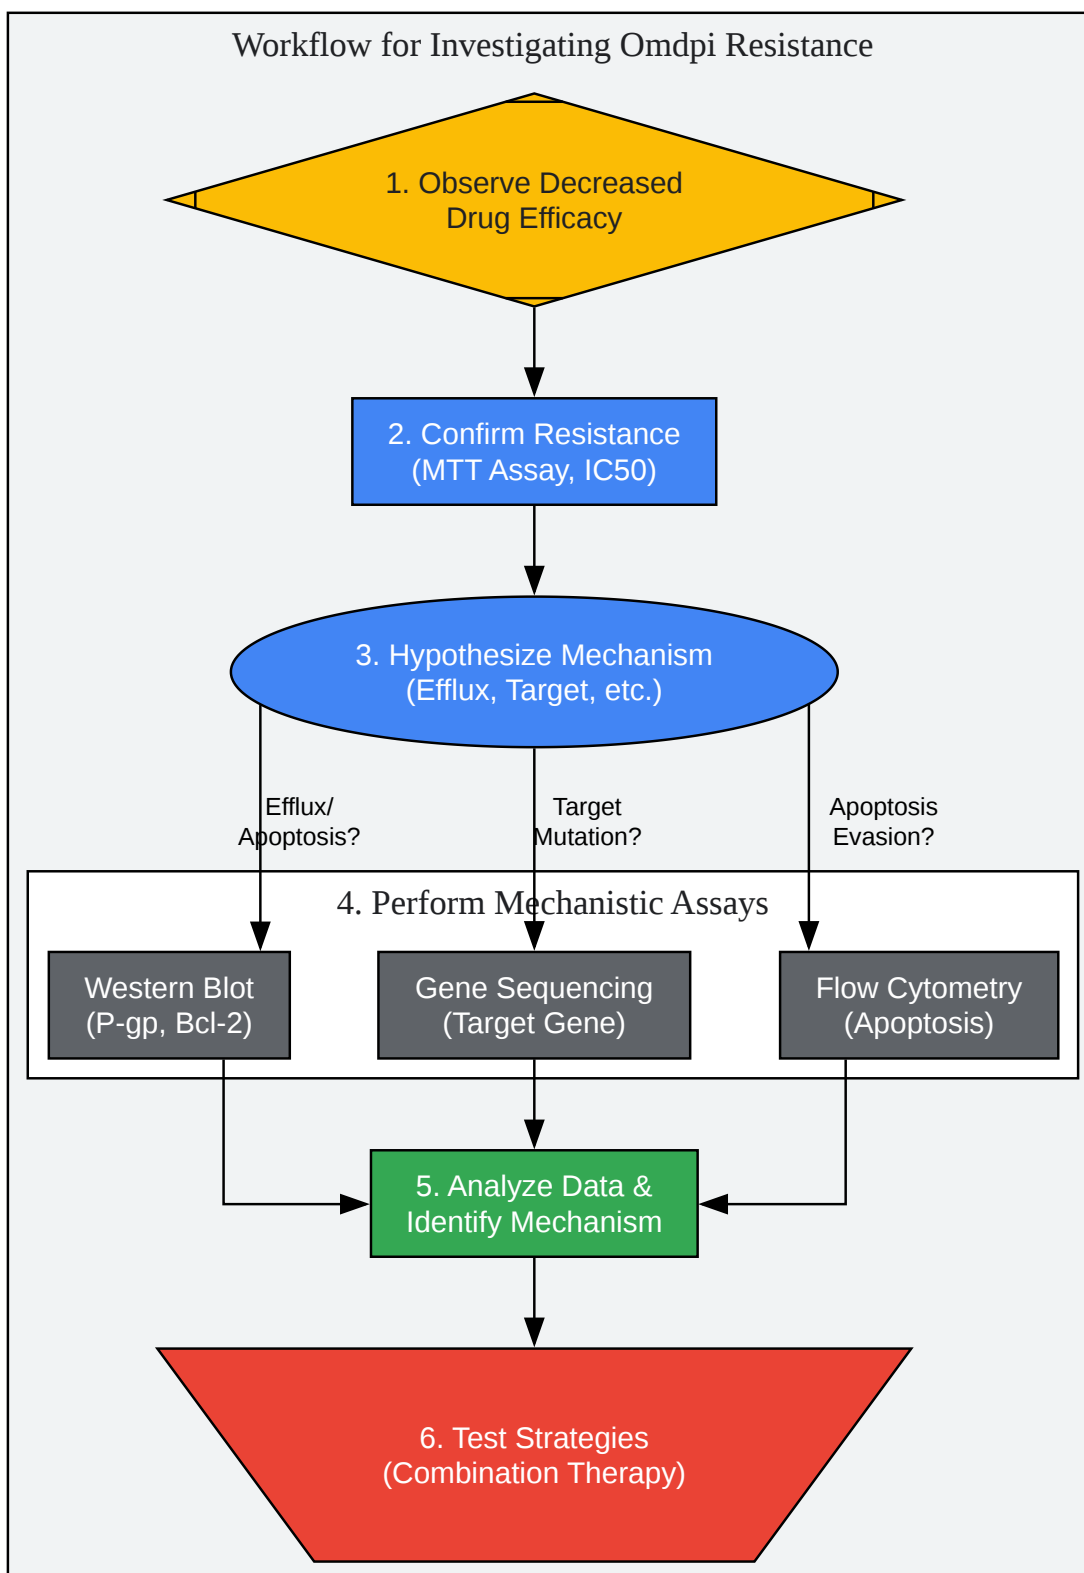 Workflow for Investigating Omdpi Resistance
1. Observe Decreased
Drug Efficacy
2. Confirm Resistance
(MTT Assay, IC50)
3. Hypothesize Mechanism
(Efflux, Target, etc.)
Efflux/
Apoptosis?
Target
Mutation?
Apoptosis
Evasion?
4. Perform Mechanistic Assays
Western Blot
(P-gp, Bcl-2)
Gene Sequencing
(Target Gene)
Flow Cytometry
(Apoptosis)
5. Analyze Data &
Identify Mechanism
6. Test Strategies
(Combination Therapy)